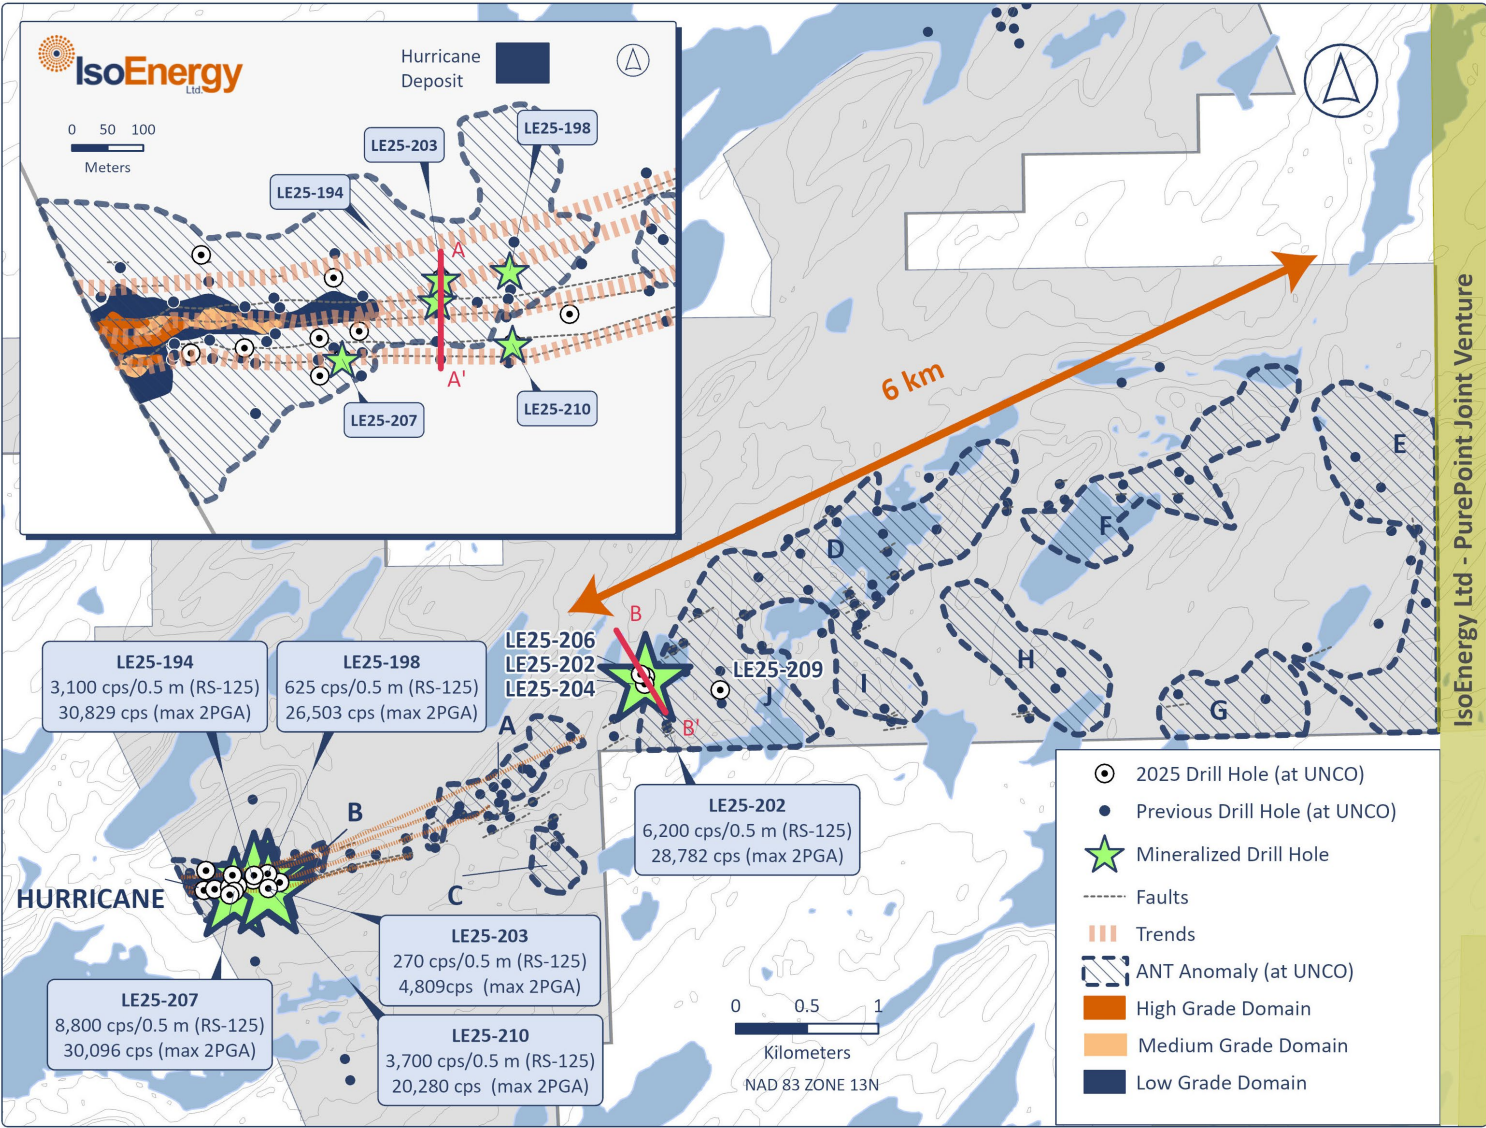 IsoEnergy
Ltd.
Hurricane
Deposit
0 50 100
Meters
LE25-203
LE25-198
LE25-194
A
A'
LE25-207
LE25-210
6 km
E
F
D
H
I
J
G
B
LE25-206
LE25-202
LE25-204
LE25-209
B'
IsoEnergy Ltd - PurePoint Joint Venture
LE25-194
3,100 cps/0.5 m (RS-125)
30,829 cps (max 2PGA)
LE25-198
625 cps/0.5 m (RS-125)
26,503 cps (max 2PGA)
A
B
C
HURRICANE
LE25-202
6,200 cps/0.5 m (RS-125)
28,782 cps (max 2PGA)
LE25-203
270 cps/0.5 m (RS-125)
4,809cps (max 2PGA)
LE25-207
8,800 cps/0.5 m (RS-125)
30,096 cps (max 2PGA)
LE25-210
3,700 cps/0.5 m (RS-125)
20,280 cps (max 2PGA)
0 0.5 1
Kilometers
NAD 83 ZONE 13N
2025 Drill Hole (at UNCO)
Previous Drill Hole (at UNCO)
Mineralized Drill Hole
Faults
Trends
ANT Anomaly (at UNCO)
High Grade Domain
Medium Grade Domain
Low Grade Domain